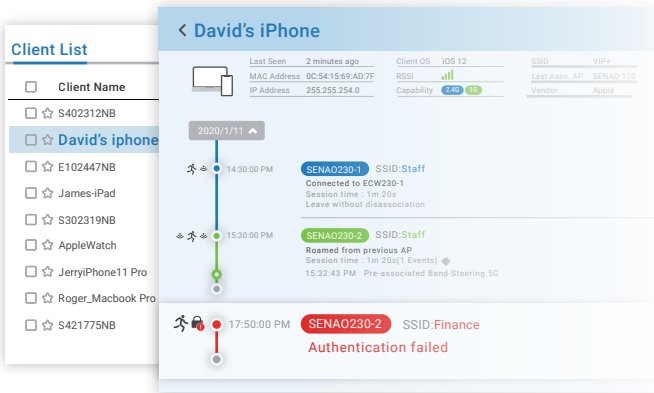 David's iPhone
Client List
Client Name
S402312NB
David's iphone
E102447NB
James-iPad
S302319NB
AppleWatch
JerryiPhone11 Pro
Roger_Macbook Pro
S421775NB
Last Seen 2 minutes ago
MAC Address 0C:54:15:69:AD:7F
IP Address 255.255.254.0
Client OS iOS 12
RSSI
Capability 2.4G 5G
SSID VIP+
Last Asso. AP SENAO 120
Vendor Apple
2020/1/11
14:30:00 PM SENAO230-1 SSID:Staff
Connected to ECW230-1
Session time : 1m 20s
Leave without disassociation
15:30:00 PM SENAO230-2 SSID:Staff
Roamed from previous AP
Session time : 1m 20s(1 Events)
15:32:43 PM Pre-associated Band-Steering 5G
17:50:00 PM SENAO230-2 SSID:Finance
Authentication failed